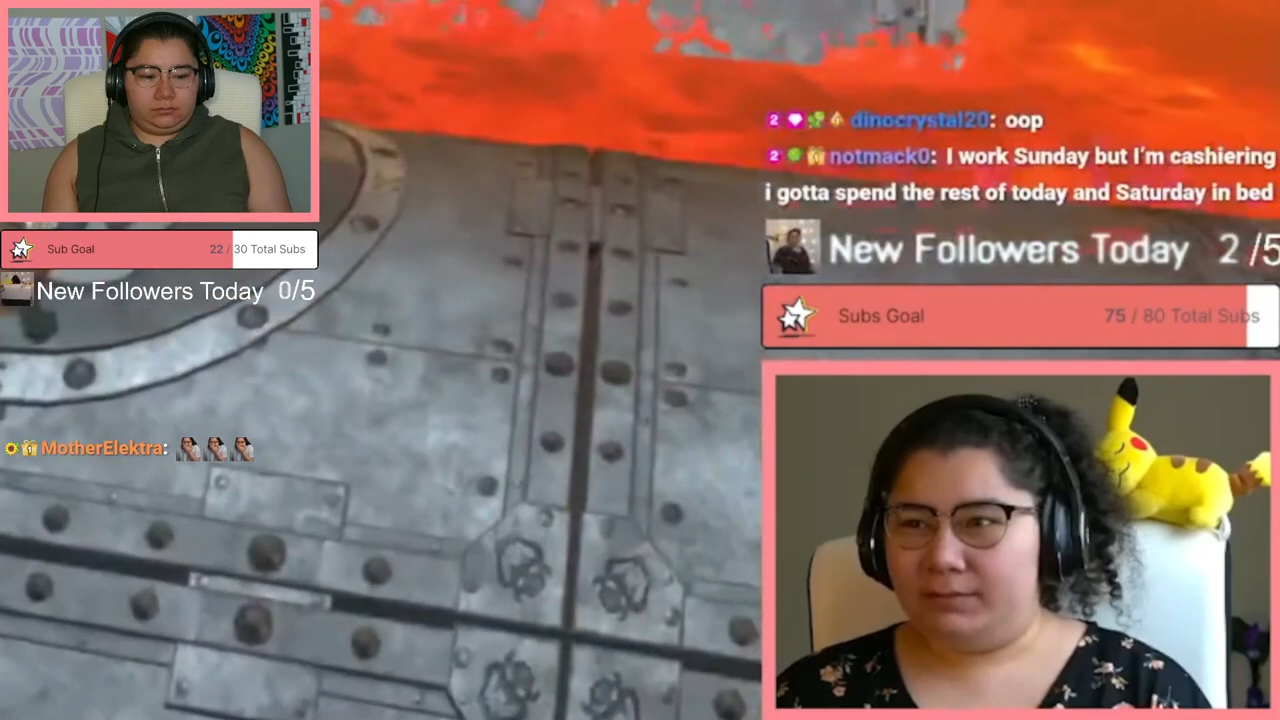 dinocrystal20: oop
notmack0: I work Sunday but I'm cashiering
i gotta spend the rest of today and Saturday in bed
New Followers Today 2 /5
Subs Goal 75 / 80 Total Subs
Sub Goal 22 / 30 Total Subs
New Followers Today 0/5
MotherElektra: